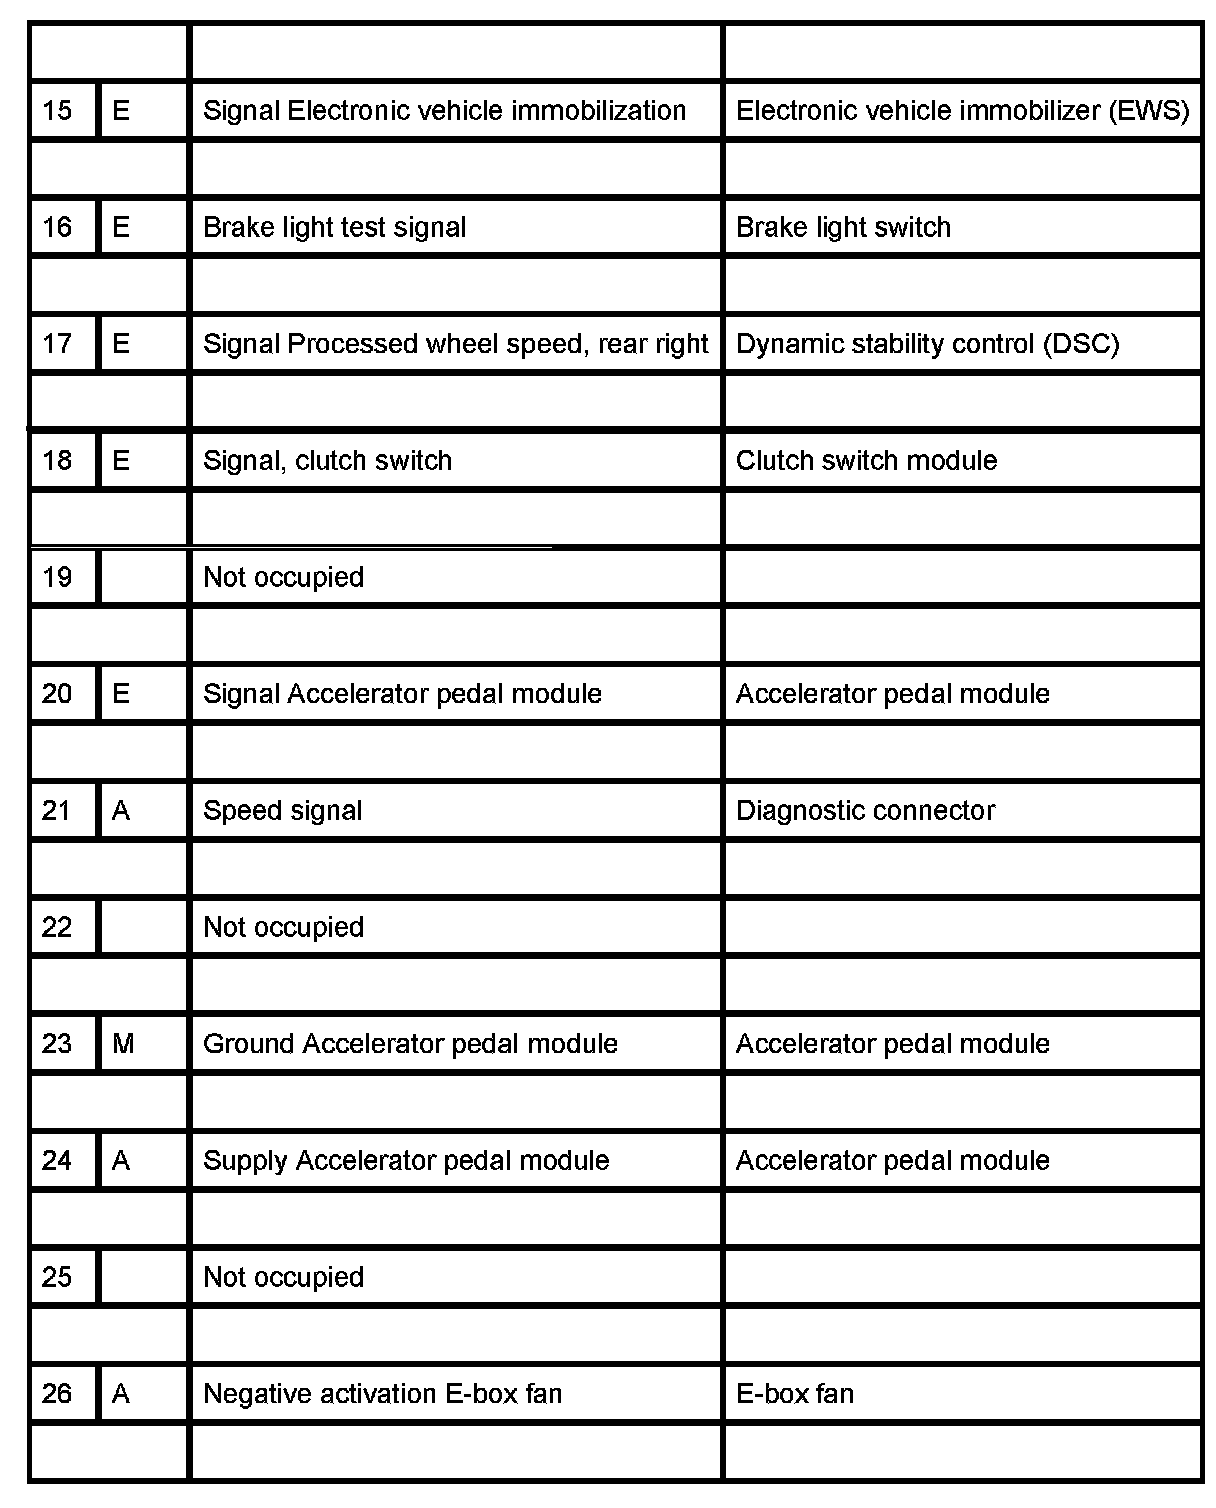 15 E Signal Electronic vehicle immobilization Electronic vehicle immobilizer (EWS)
16 E Brake light test signal Brake light switch
17 E Signal Processed wheel speed, rear right Dynamic stability control (DSC)
18 E Signal, clutch switch Clutch switch module
19 Not occupied
20 E Signal Accelerator pedal module Accelerator pedal module
21 A Speed signal Diagnostic connector
22 Not occupied
23 M Ground Accelerator pedal module Accelerator pedal module
24 A Supply Accelerator pedal module Accelerator pedal module
25 Not occupied
26 A Negative activation E-box fan E-box fan